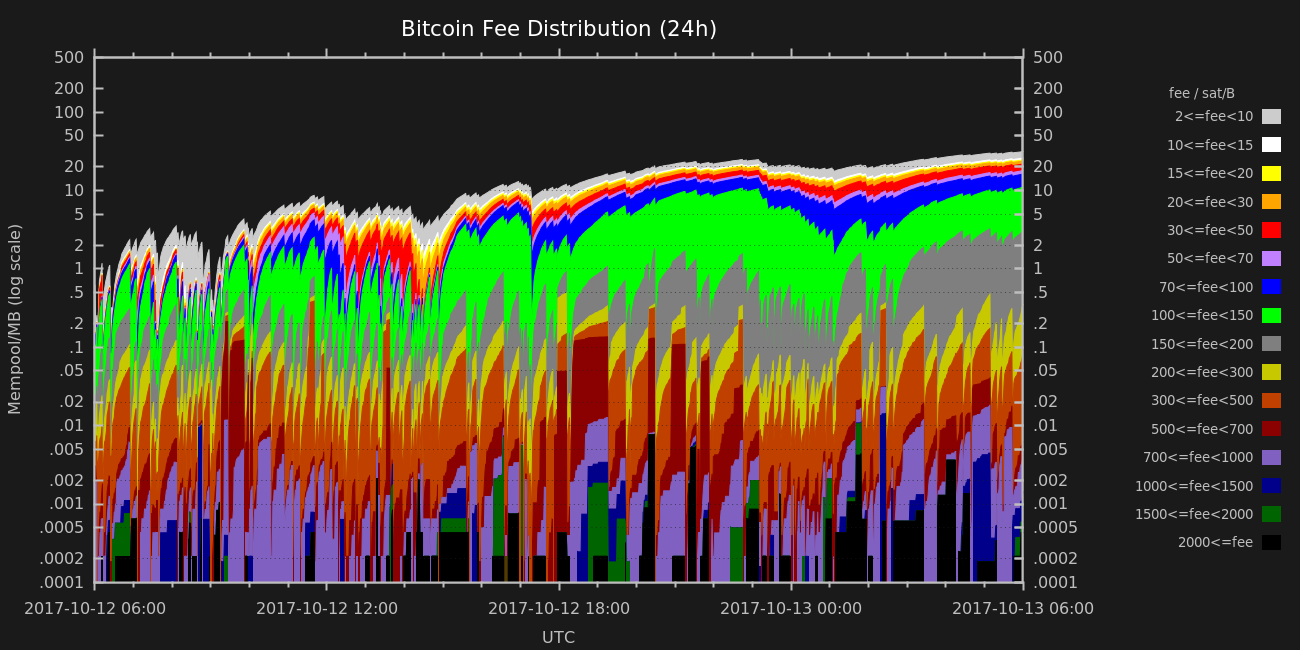 Bitcoin Fee Distribution (24h)
500
200
100
50
20
10
5
2
1
.5
.2
.1
.05
.02
.01
.005
.002
.001
.0005
.0002
.0001
Mempool/MB (log scale)
500
200
100
50
20
10
5
2
1
.5
.2
.1
.05
.02
.01
.005
.002
.001
.0005
.0002
.0001
fee / sat/B
2<=fee<10
10<=fee<15
15<=fee<20
20<=fee<30
30<=fee<50
50<=fee<70
70<=fee<100
100<=fee<150
150<=fee<200
200<=fee<300
300<=fee<500
500<=fee<700
700<=fee<1000
1000<=fee<1500
1500<=fee<2000
2000<=fee
2017-10-12 06:00 2017-10-12 12:00 2017-10-12 18:00 2017-10-13 00:00 2017-10-13 06:00
UTC